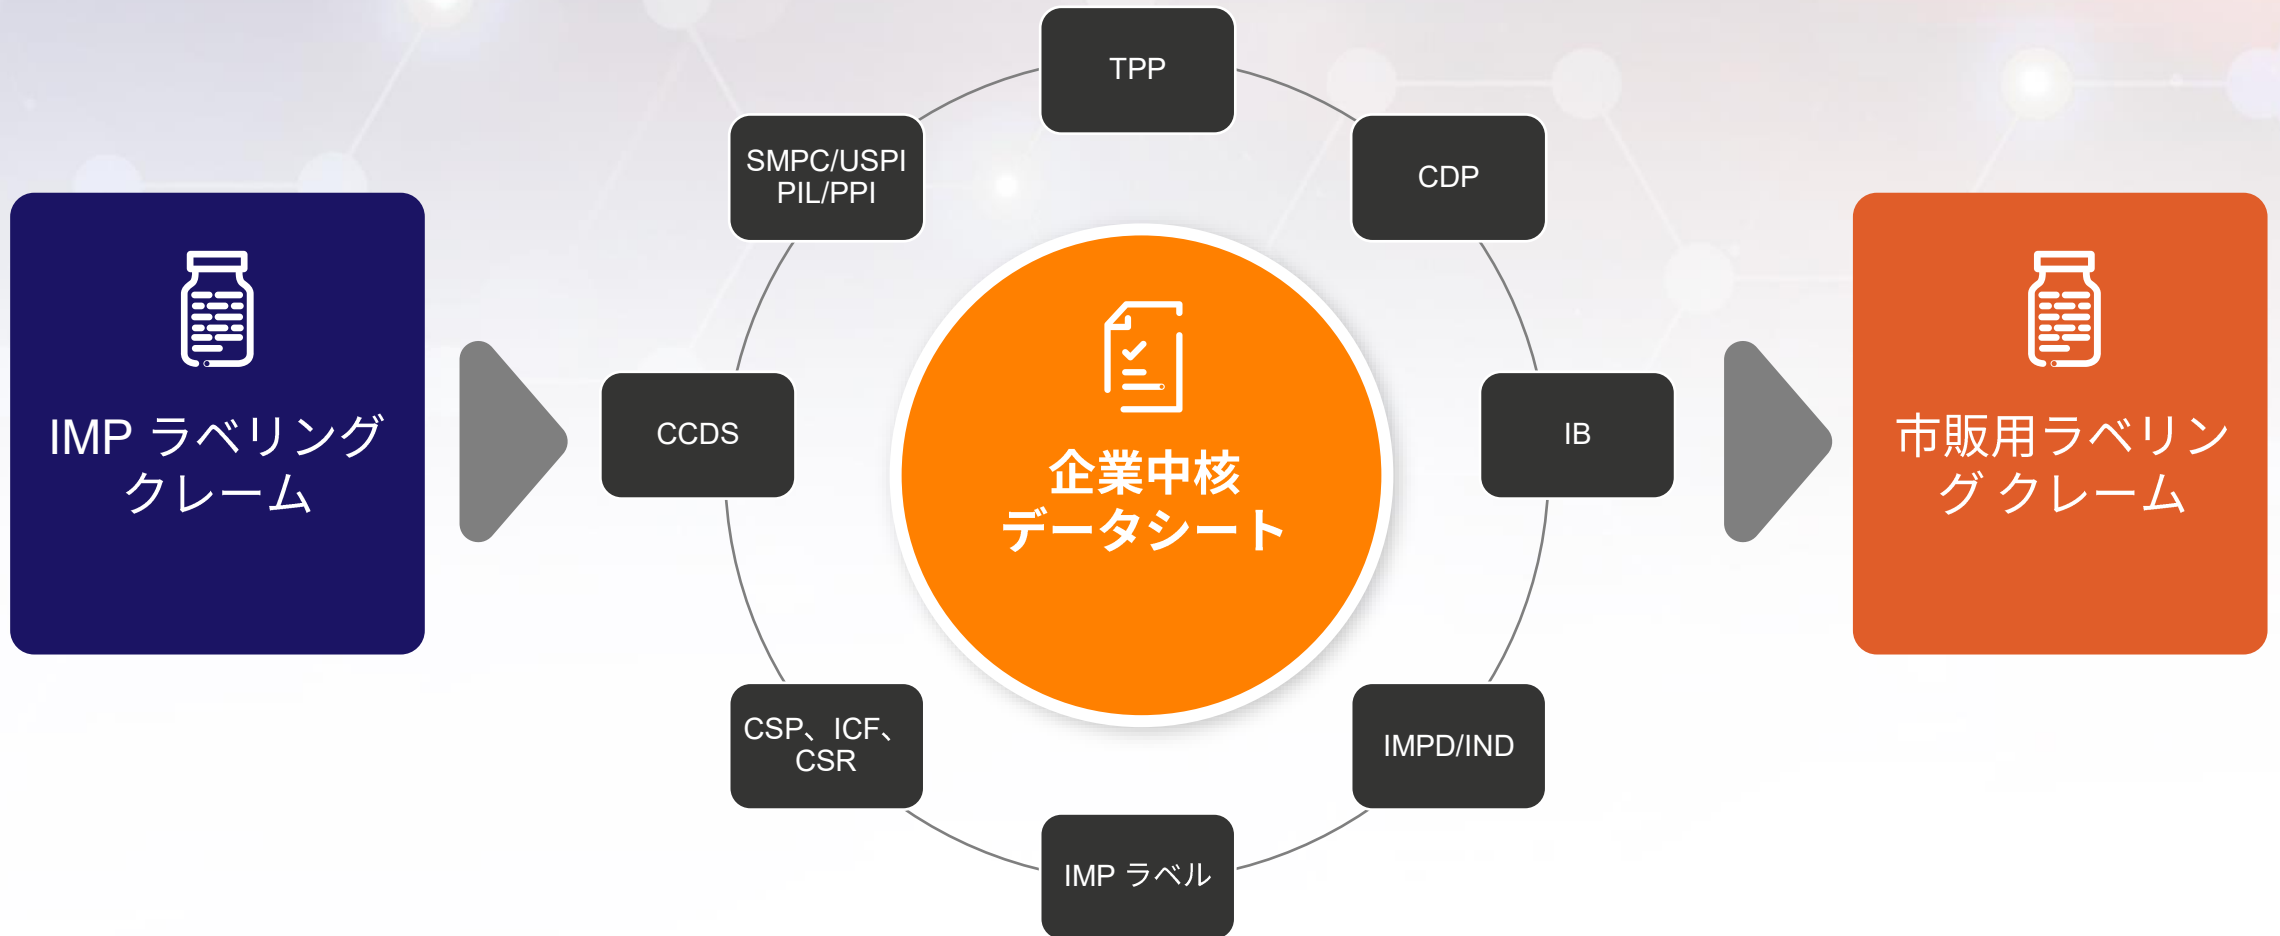 TPP
SMPC/USPI
PIL/PPI
CDP
IMP ラベリング
クレーム
CCDS
企業中核
データシート
IB
市販用ラベリン
グ クレーム
CSP、ICF、
CSR
IMPD/IND
IMP ラベル